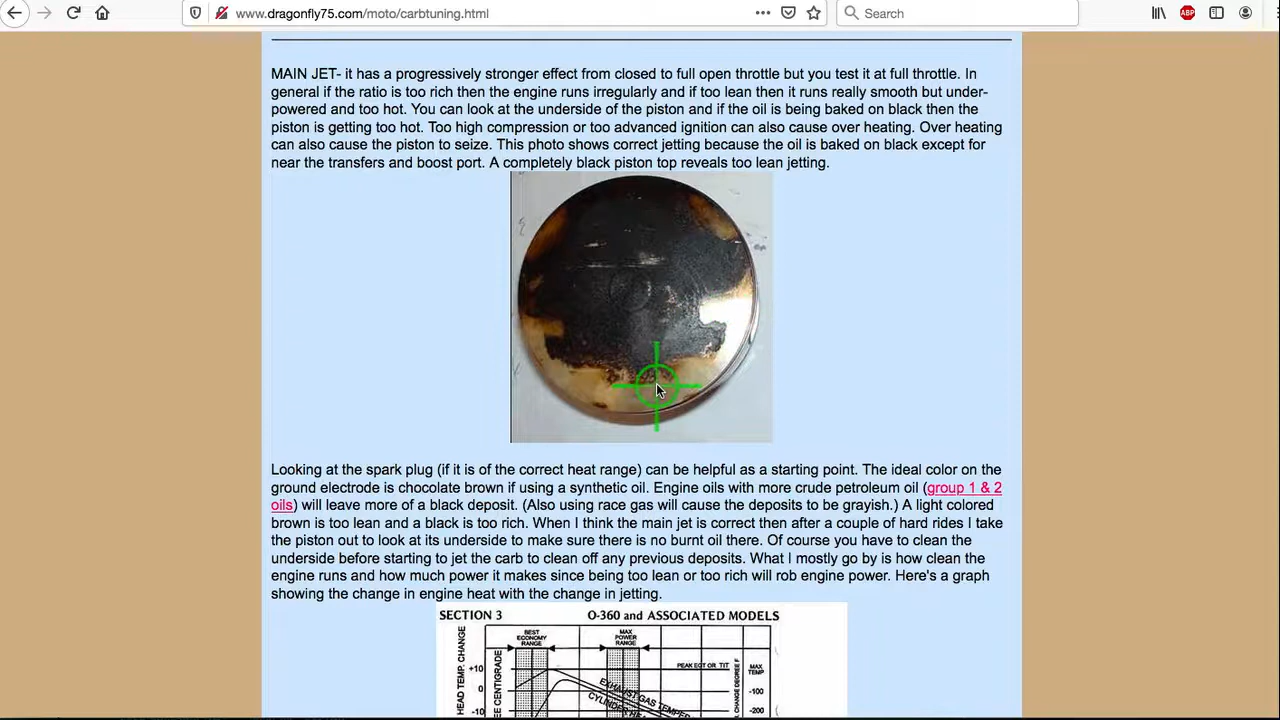 www.dragonfly75.com/moto/carbtuning.html
Search
ABP
MAIN JET- it has a progressively stronger effect from closed to full open throttle but you test it at full throttle. In
general if the ratio is too rich then the engine runs irregularly and if too lean then it runs really smooth but under-
powered and too hot. You can look at the underside of the piston and if the oil is being baked on black then the
piston is getting too hot. Too high compression or too advanced ignition can also cause over heating. Over heating
can also cause the piston to seize. This photo shows correct jetting because the oil is baked on black except for
near the transfers and boost port. A completely black piston top reveals too lean jetting.
Looking at the spark plug (if it is of the correct heat range) can be helpful as a starting point. The ideal color on the
ground electrode is chocolate brown if using a synthetic oil. Engine oils with more crude petroleum oil (group 1 & 2
oils) will leave more of a black deposit. (Also using race gas will cause the deposits to be grayish.) A light colored
brown is too lean and a black is too rich. When I think the main jet is correct then after a couple of hard rides I take
the piston out to look at its underside to make sure there is no burnt oil there. Of course you have to clean the
underside before starting to jet the carb to clean off any previous deposits. What I mostly go by is how clean the
engine runs and how much power it makes since being too lean or too rich will rob engine power. Here's a graph
showing the change in engine heat with the change in jetting.
SECTION 3 O-360 and ASSOCIATED MODELS
BEST
ECONOMY
RANGE
MAX
POWER
RANGE
HEAD TEMP. CHANGE
CENTIGRADE
+10
0
-10
PEAK EGT OR TIT
EXHAUST GAS
MAX
TEMP
-100
-200